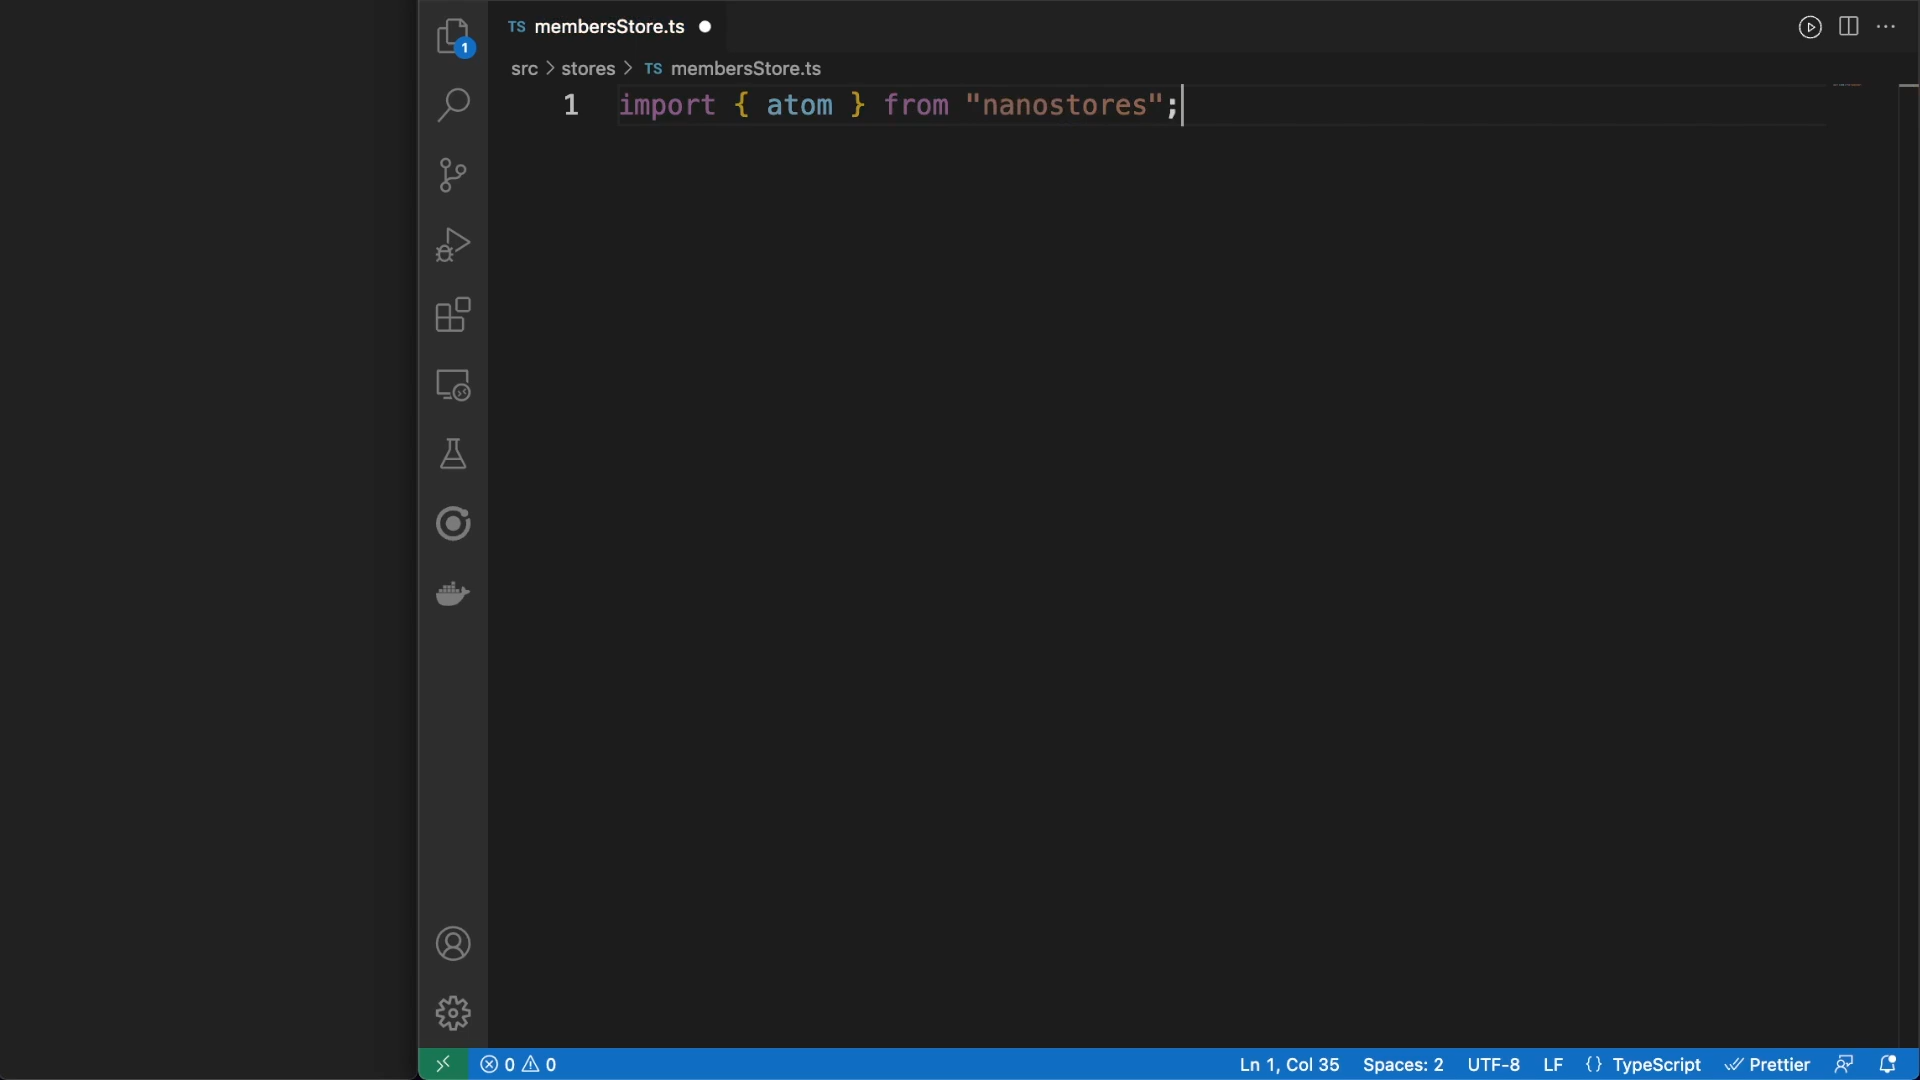 TS membersStore.ts
src > stores > TS membersStore.ts
1 import { atom } from "nanostores";
1
0 0
Ln 1, Col 35 Spaces: 2 UTF-8 LF {} TypeScript Prettier